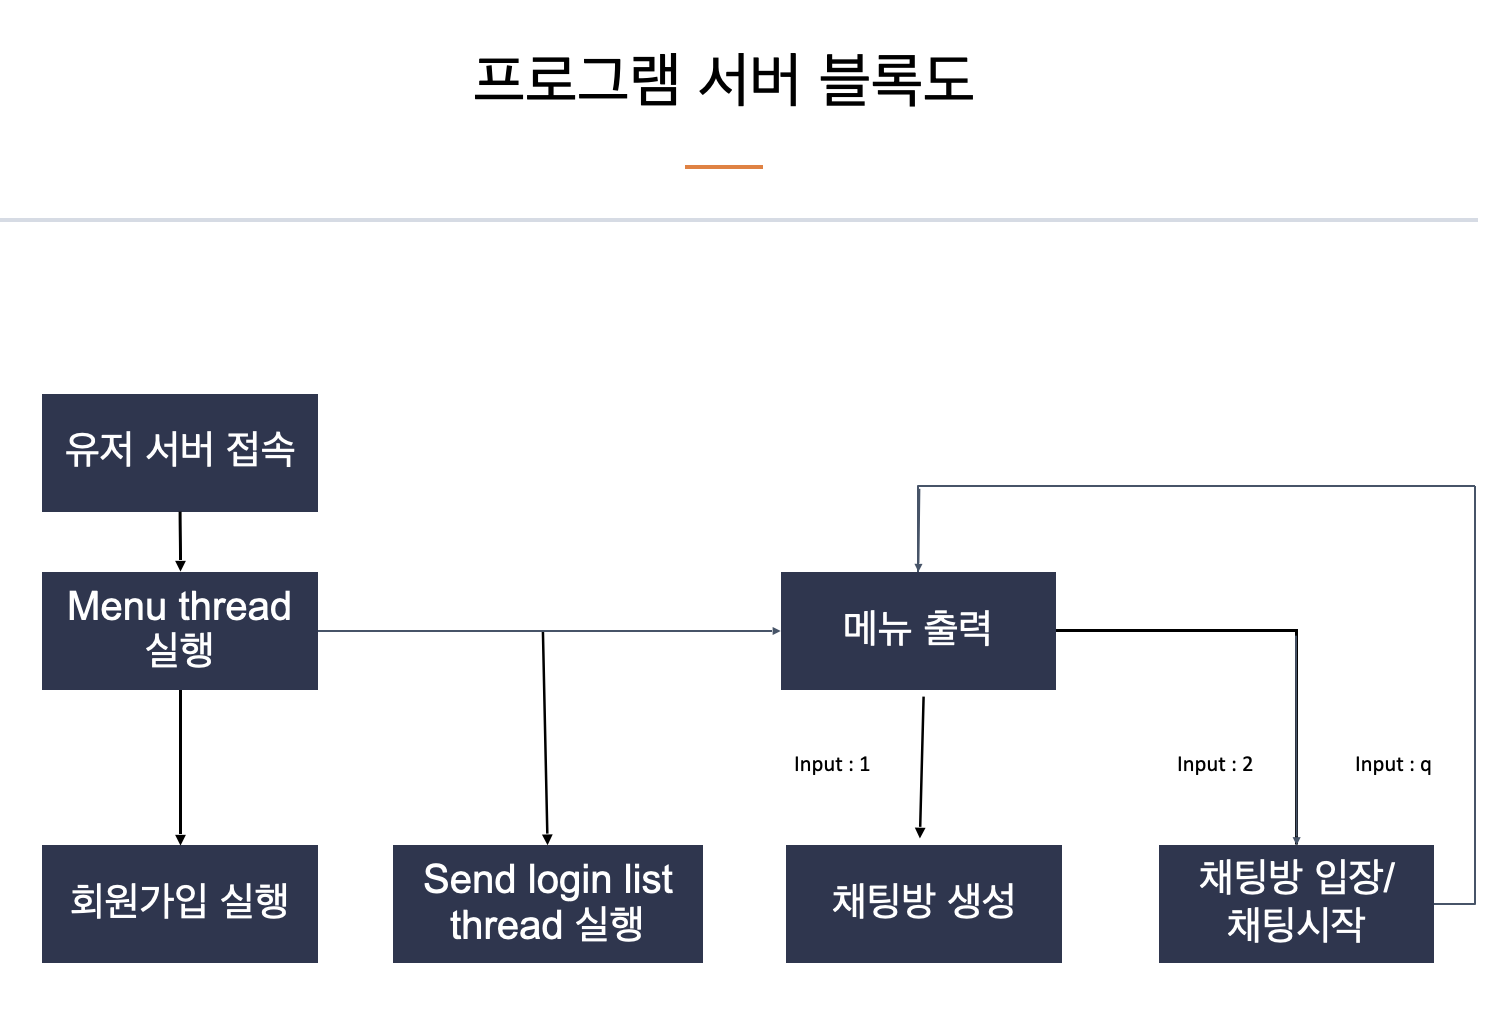 프로그램 서버 블록도
유저 서버 접속
Menu thread
실행
메뉴 출력
Input : 1
Input : 2
Input : q
회원가입 실행
Send login list
thread 실행
채팅방 생성
채팅방 입장/
채팅시작